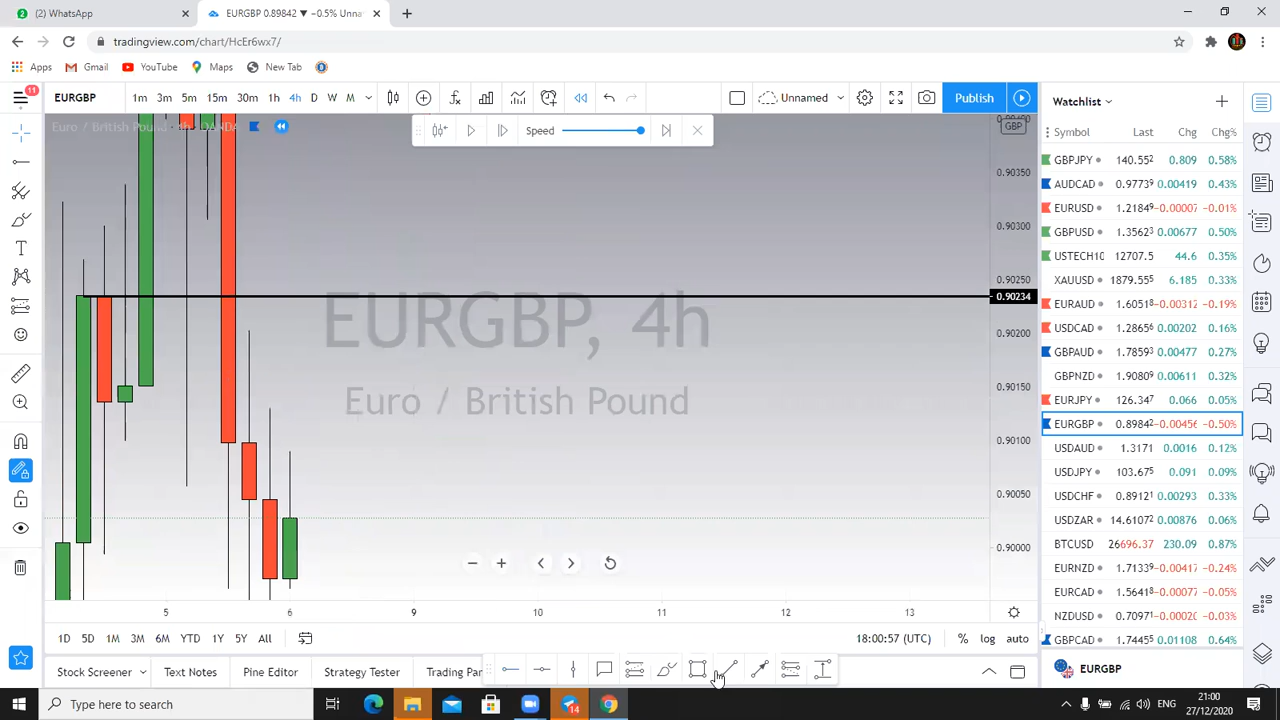 (2) WhatsApp
EURGBP 0.89842 ▼ −0.5% Unna
tradingview.com/chart/HcEr6wx7/
Apps Gmail YouTube Maps New Tab
11 EURGBP 1m 3m 5m 15m 30m 1h 4h D W M Unnamed Publish
Watchlist
Euro / British Pound · 4h · OANDA
Speed
GBP
Symbol Last Chg Chg%
GBPJPY 140.552 0.809 0.58%
AUDCAD 0.97739 0.00419 0.43%
EURUSD 1.21849 −0.00007 −0.01%
GBPUSD 1.35623 0.00677 0.50%
USTECH10 12707.5 44.6 0.35%
XAUUSD 1879.555 6.185 0.33%
EURAUD 1.60518 −0.00312 −0.19%
USDCAD 1.28656 0.00202 0.16%
GBPAUD 1.78593 0.00477 0.27%
GBPNZD 1.90809 0.00611 0.32%
EURJPY 126.347 0.066 0.05%
EURGBP 0.89842 −0.00456 −0.50%
USDAUD 1.3171 0.0016 0.12%
USDJPY 103.675 0.091 0.09%
USDCHF 0.89121 0.00293 0.33%
USDZAR 14.61072 0.00876 0.06%
BTCUSD 26696.37 230.09 0.87%
EURNZD 1.71339 −0.00417 −0.24%
EURCAD 1.56418 −0.00077 −0.05%
NZDUSD 0.70971 −0.00020 −0.03%
GBPCAD 1.74455 0.01108 0.64%
0.90350
0.90300
0.90250
0.90234
0.90200
0.90150
0.90100
0.90050
0.90000
EURGBP, 4h
Euro / British Pound
5 6 9 10 11 12 13
1D 5D 1M 3M 6M YTD 1Y 5Y All 18:00:57 (UTC) % log auto
EURGBP
Stock Screener Text Notes Pine Editor Strategy Tester Trading Pan
Type here to search
14
ENG
21:00
27/12/2020